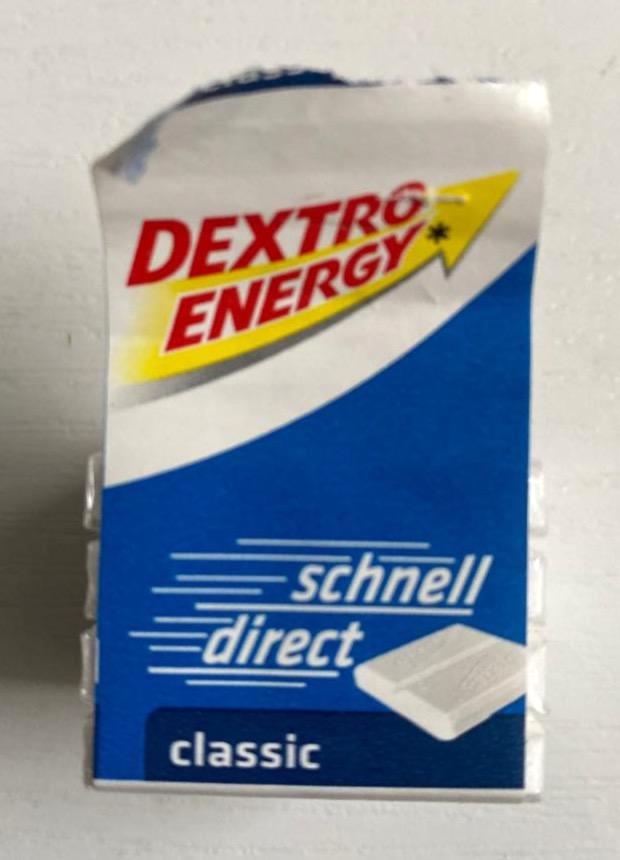 DEXTRO
ENERGY*
schnell
direct
classic